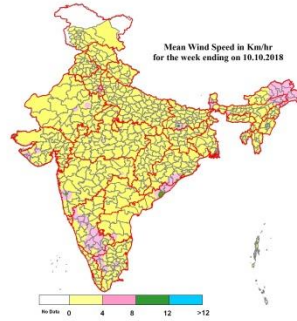 Mean Wind Speed in Km/hr
for the week ending on 10.10.2018
No Data 0 4 8 12 >12